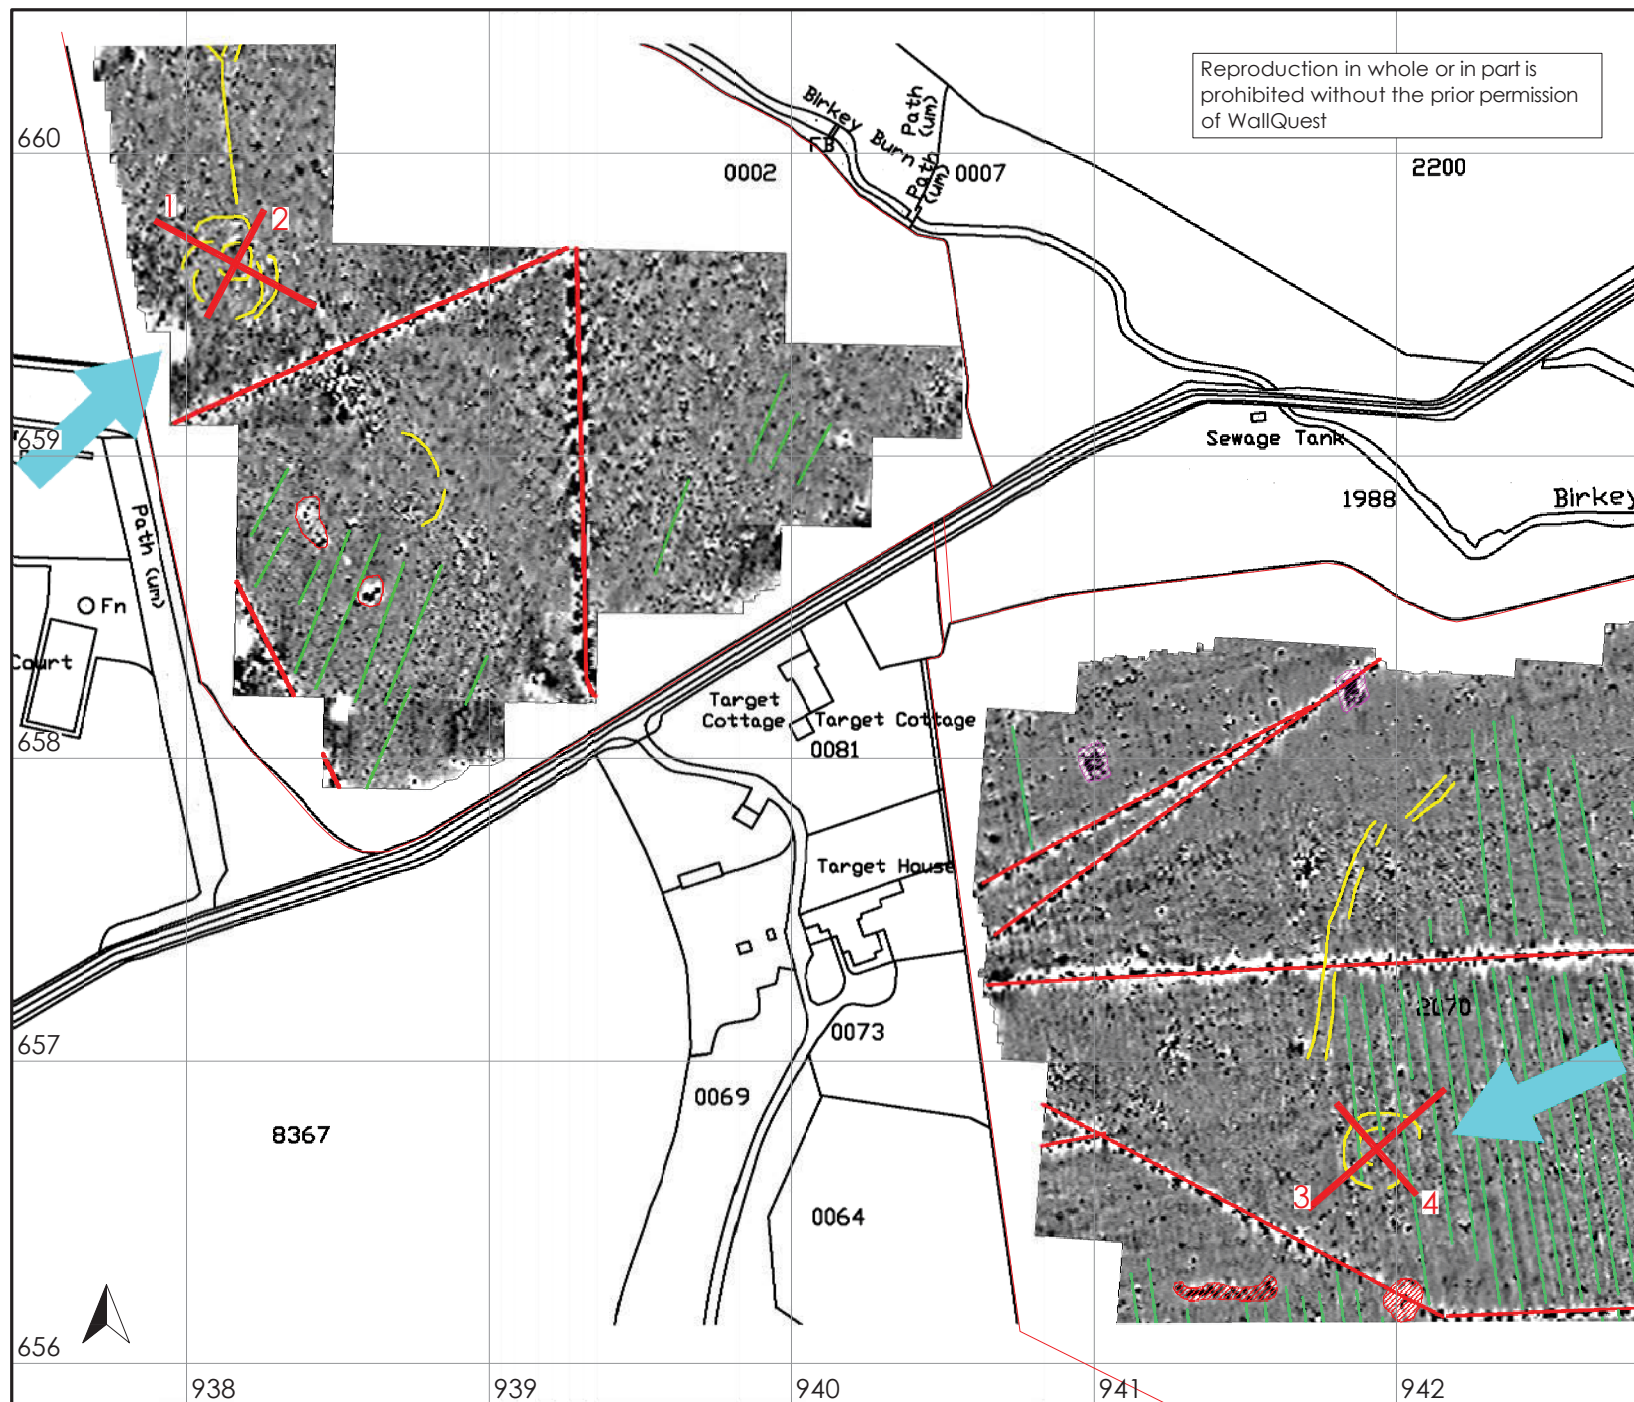 Reproduction in whole or in part is
prohibited without the prior permission
of WallQuest
660
Birkey Burn
Path
(um)
FB
Path
(um)
0002
0007
2200
1
2
659
Sewage Tank
1988
Birkey
Path (um)
Fn
Court
Target
Cottage
Target Cottage
658
0081
Target House
2070
657
0073
0069
8367
3
4
0064
656
938
939
940
941
942